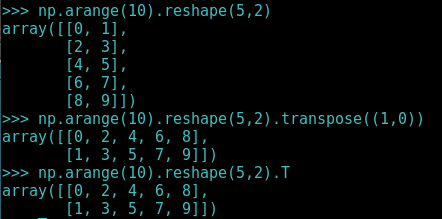 >>> np.arange(10).reshape(5,2)
array([[0, 1],
       [2, 3],
       [4, 5],
       [6, 7],
       [8, 9]])
>>> np.arange(10).reshape(5,2).transpose((1,0))
array([[0, 2, 4, 6, 8],
       [1, 3, 5, 7, 9]])
>>> np.arange(10).reshape(5,2).T
array([[0, 2, 4, 6, 8],
       [1, 3, 5, 7, 9]])